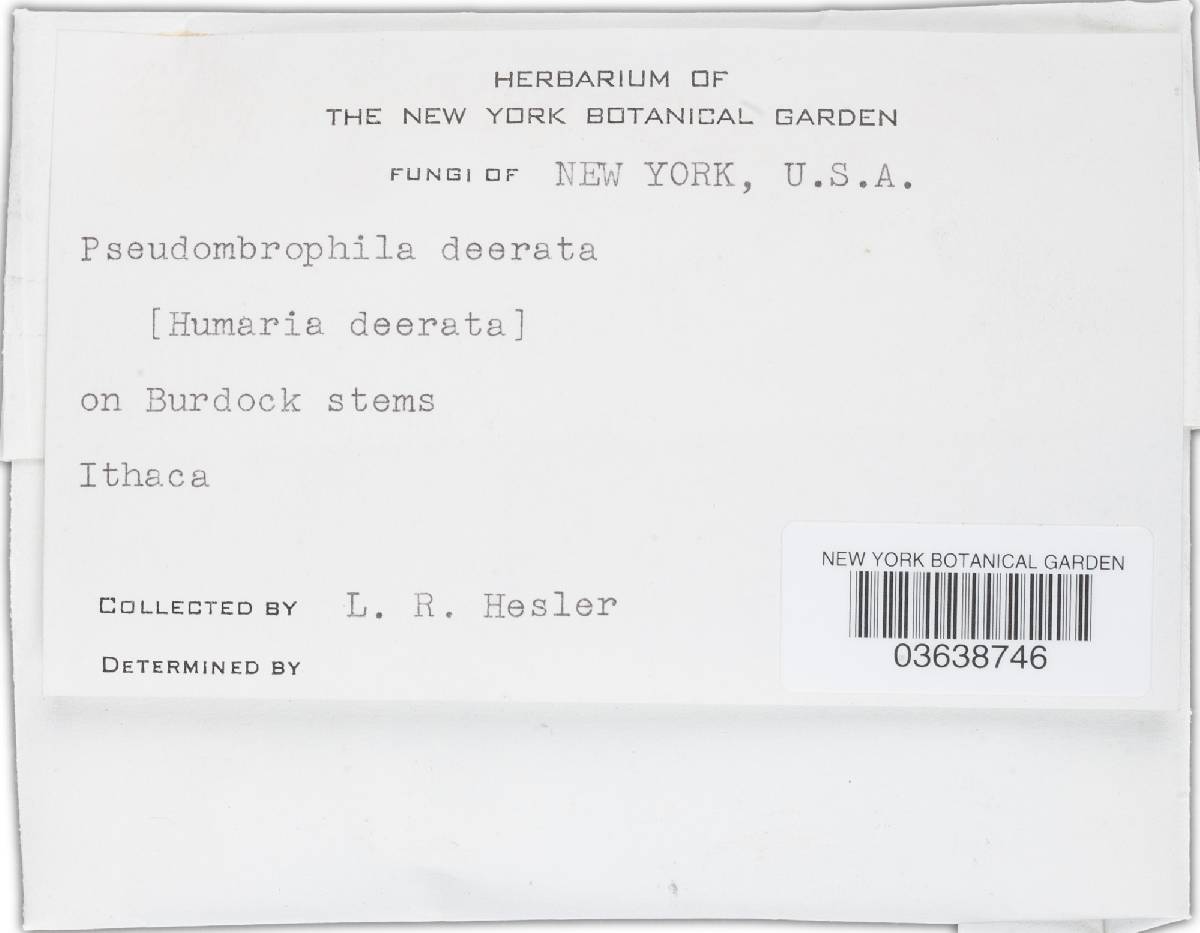 HERBARIUM OF
THE NEW YORK BOTANICAL GARDEN
FUNGI OF NEW YORK, U.S.A.
Pseudombrophila deerata
[Humaria deerata]
on Burdock stems
Ithaca
COLLECTED BY L. R. Hesler
DETERMINED BY
NEW YORK BOTANICAL GARDEN
03638746